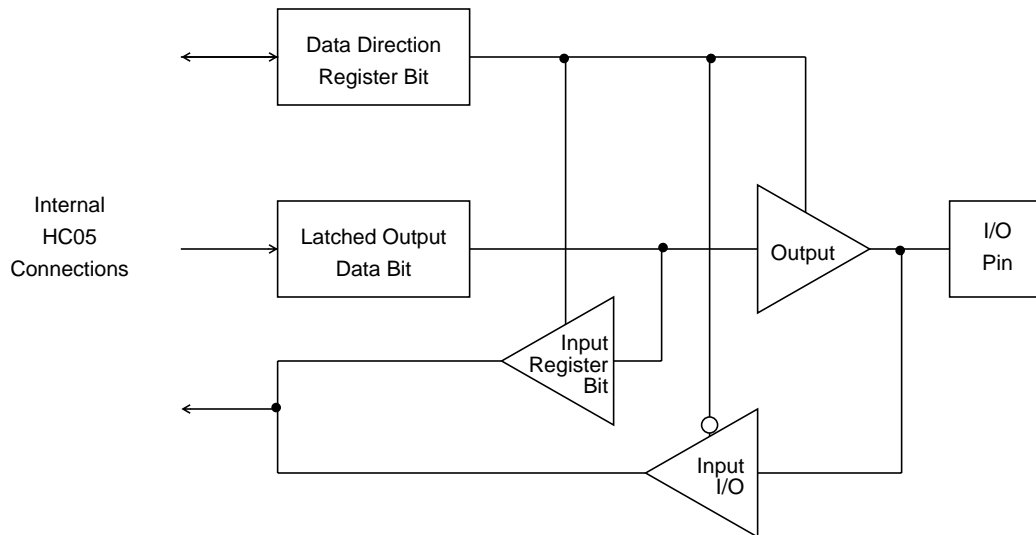 Data Direction
Register Bit
Internal
HC05
Connections
Latched Output
Data Bit
Output
I/O
Pin
Input
Register
Bit
Input
I/O